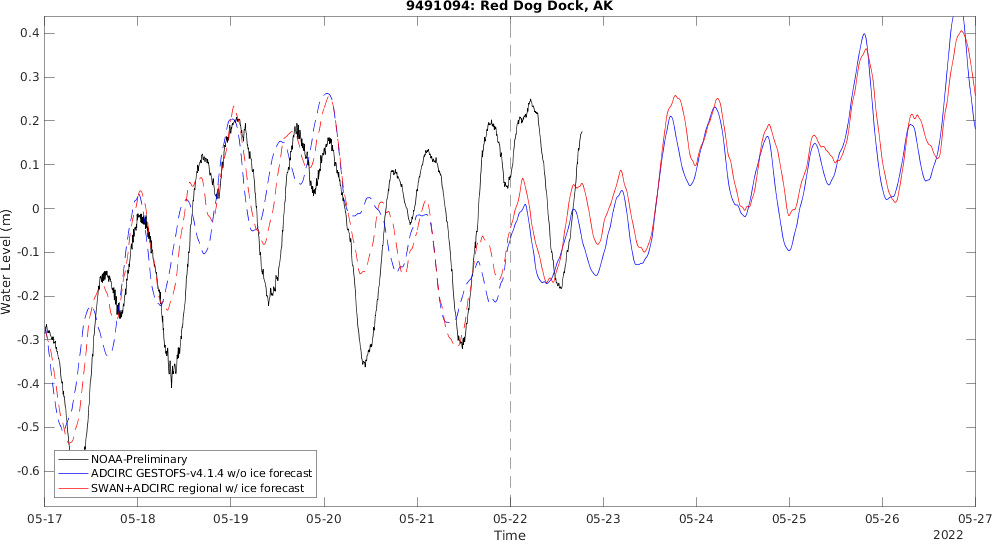 9491094: Red Dog Dock, AK
Water Level (m)
0.4
0.3
0.2
0.1
0
-0.1
-0.2
-0.3
-0.4
-0.5
-0.6
NOAA-Preliminary
ADCIRC GESTOFS-v4.1.4 w/o ice forecast
SWAN+ADCIRC regional w/ ice forecast
05-17 05-18 05-19 05-20 05-21 05-22 05-23 05-24 05-25 05-26 05-27
Time
2022